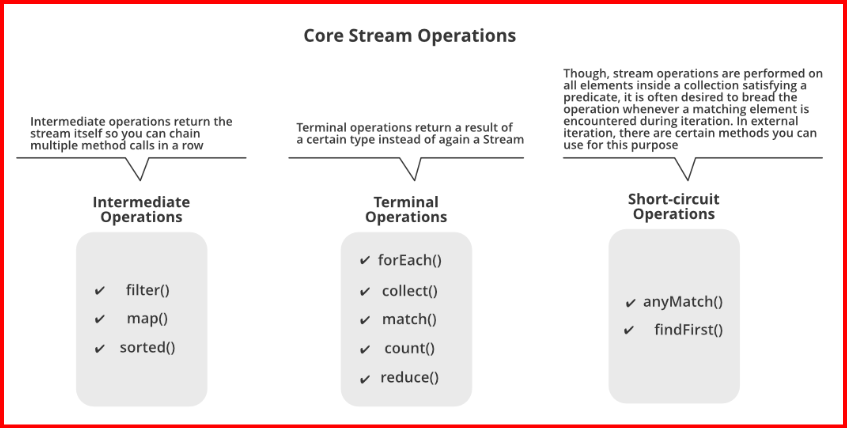 Core Stream Operations
Intermediate operations return the
stream itself so you can chain
multiple method calls in a row
Intermediate
Operations
✔ filter()
✔ map()
✔ sorted()
Terminal operations return a result of
a certain type instead of again a Stream
Terminal
Operations
✔ forEach()
✔ collect()
✔ match()
✔ count()
✔ reduce()
Though, stream operations are performed on
all elements inside a collection satisfying a
predicate, it is often desired to bread the
operation whenever a matching element is
encountered during iteration. In external
iteration, there are certain methods you can
use for this purpose
Short-circuit
Operations
✔ anyMatch()
✔ findFirst()